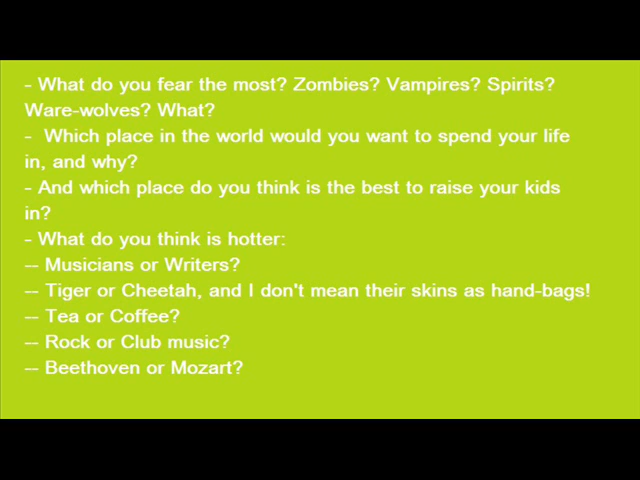 - What do you fear the most? Zombies? Vampires? Spirits?
Ware-wolves? What?
- Which place in the world would you want to spend your life
in, and why?
- And which place do you think is the best to raise your kids
in?
- What do you think is hotter:
-- Musicians or Writers?
-- Tiger or Cheetah, and I don't mean their skins as hand-bags!
-- Tea or Coffee?
-- Rock or Club music?
-- Beethoven or Mozart?